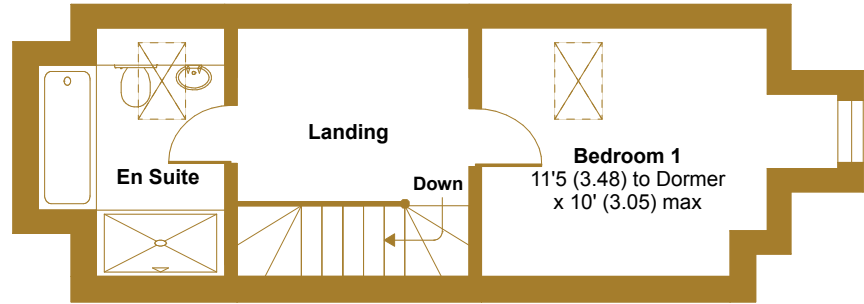 Landing
En Suite
Down
Bedroom 1
11'5 (3.48) to Dormer
x 10' (3.05) max